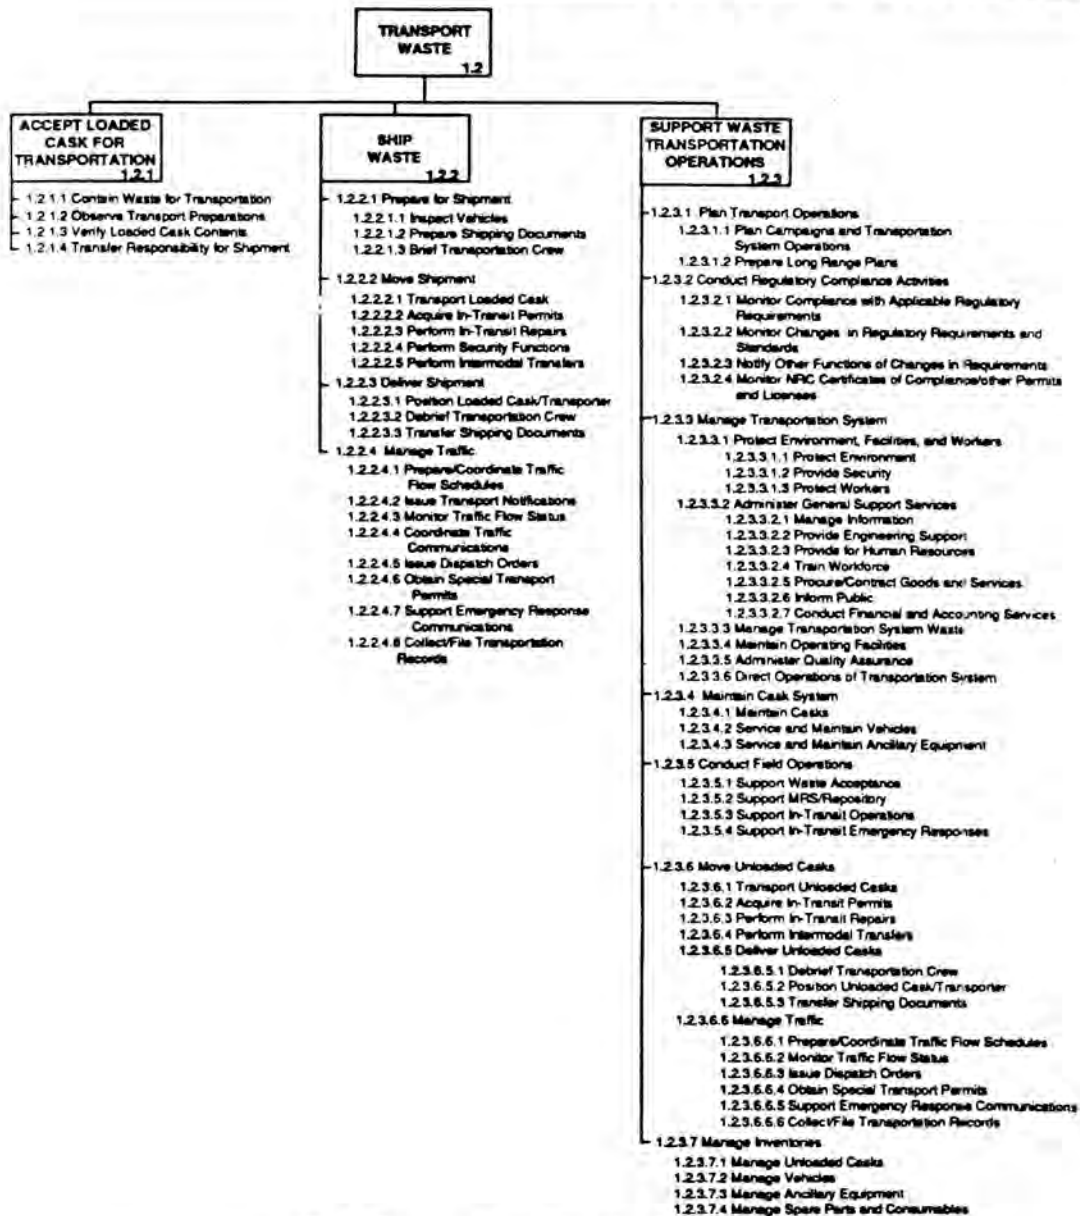 TRANSPORT
WASTE
1.2
ACCEPT LOADED
CASK FOR
TRANSPORTATION
1.2.1
1.2.1.1 Contain Waste for Transportation
1.2.1.2 Observe Transport Preparations
1.2.1.3 Verify Loaded Cask Contents
1.2.1.4 Transfer Responsibility for Shipment
SHIP
WASTE
1.2.2
1.2.2.1 Prepare for Shipment
1.2.2.1.1 Inspect Vehicles
1.2.2.1.2 Prepare Shipping Documents
1.2.2.1.3 Brief Transportation Crew
1.2.2.2 Move Shipment
1.2.2.2.1 Transport Loaded Cask
1.2.2.2.2 Acquire In-Transit Permits
1.2.2.2.3 Perform In-Transit Repairs
1.2.2.2.4 Perform Security Functions
1.2.2.2.5 Perform Intermodal Transfers
1.2.2.3 Deliver Shipment
1.2.2.3.1 Position Loaded Cask/Transporter
1.2.2.3.2 Debrief Transportation Crew
1.2.2.3.3 Transfer Shipping Documents
1.2.2.4 Manage Traffic
1.2.2.4.1 Prepare/Coordinate Traffic
Flow Schedules
1.2.2.4.2 Issue Transport Notifications
1.2.2.4.3 Monitor Traffic Flow Status
1.2.2.4.4 Coordinate Traffic
Communications
1.2.2.4.5 Issue Dispatch Orders
1.2.2.4.6 Obtain Special Transport
Permits
1.2.2.4.7 Support Emergency Response
Communications
1.2.2.4.8 Collect/File Transportation
Records
SUPPORT WASTE
TRANSPORTATION
OPERATIONS
1.2.3
1.2.3.1 Plan Transport Operations
1.2.3.1.1 Plan Campaigns and Transportation
System Operations
1.2.3.1.2 Prepare Long Range Plans
1.2.3.2 Conduct Regulatory Compliance Activities
1.2.3.2.1 Monitor Compliance with Applicable Regulatory
Requirements
1.2.3.2.2 Monitor Changes in Regulatory Requirements and
Standards
1.2.3.2.3 Notify Other Functions of Changes in Requirements
1.2.3.2.4 Monitor NRC Certificates of Compliance/other Permits
and Licenses
1.2.3.3 Manage Transportation System
1.2.3.3.1 Protect Environment, Facilities, and Workers
1.2.3.3.1.1 Protect Environment
1.2.3.3.1.2 Provide Security
1.2.3.3.1.3 Protect Workers
1.2.3.3.2 Administer General Support Services
1.2.3.3.2.1 Manage Information
1.2.3.3.2.2 Provide Engineering Support
1.2.3.3.2.3 Provide for Human Resources
1.2.3.3.2.4 Train Workforce
1.2.3.3.2.5 Procure/Contract Goods and Services
1.2.3.3.2.6 Inform Public
1.2.3.3.2.7 Conduct Financial and Accounting Services
1.2.3.3.3 Manage Transportation System Waste
1.2.3.3.4 Maintain Operating Facilities
1.2.3.3.5 Administer Quality Assurance
1.2.3.3.6 Direct Operations of Transportation System
1.2.3.4 Maintain Cask System
1.2.3.4.1 Maintain Casks
1.2.3.4.2 Service and Maintain Vehicles
1.2.3.4.3 Service and Maintain Ancillary Equipment
1.2.3.5 Conduct Field Operations
1.2.3.5.1 Support Waste Acceptance
1.2.3.5.2 Support MRS/Repository
1.2.3.5.3 Support In-Transit Operations
1.2.3.5.4 Support In-Transit Emergency Responses
1.2.3.6 Move Unloaded Casks
1.2.3.6.1 Transport Unloaded Casks
1.2.3.6.2 Acquire In-Transit Permits
1.2.3.6.3 Perform In-Transit Repairs
1.2.3.6.4 Perform Intermodal Transfers
1.2.3.6.5 Deliver Unloaded Casks
1.2.3.6.5.1 Debrief Transportation Crew
1.2.3.6.5.2 Position Unloaded Cask/Transporter
1.2.3.6.5.3 Transfer Shipping Documents
1.2.3.6.6 Manage Traffic
1.2.3.6.6.1 Prepare/Coordinate Traffic Flow Schedules
1.2.3.6.6.2 Monitor Traffic Flow Status
1.2.3.6.6.3 Issue Dispatch Orders
1.2.3.6.6.4 Obtain Special Transport Permits
1.2.3.6.6.5 Support Emergency Response Communications
1.2.3.6.6.6 Collect/File Transportation Records
1.2.3.7 Manage Inventories
1.2.3.7.1 Manage Unloaded Casks
1.2.3.7.2 Manage Vehicles
1.2.3.7.3 Manage Ancillary Equipment
1.2.3.7.4 Manage Spare Parts and Consumables